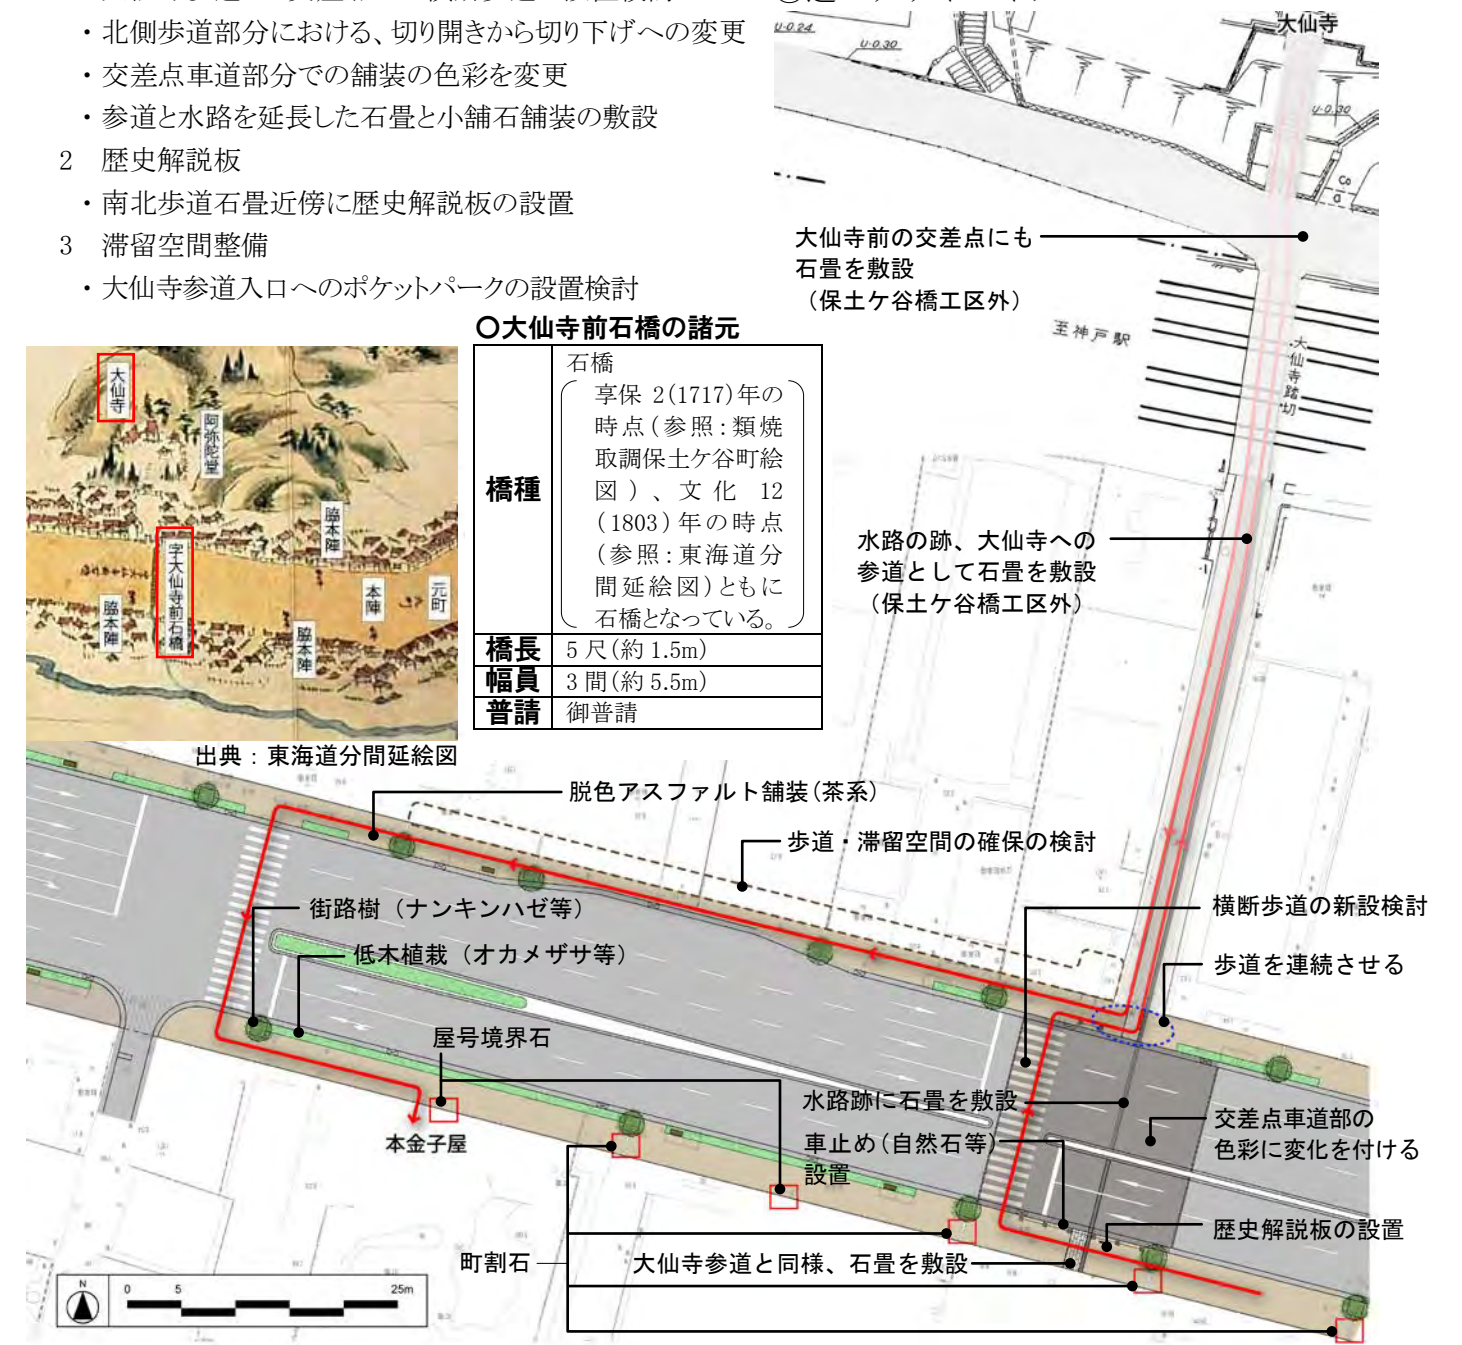 ・北側歩道部分における、切り開きから切り下げへの変更
・交差点車道部分での舗装の色彩を変更
・参道と水路を延長した石畳と小舗石舗装の敷設
2 歴史解説板
・南北歩道石畳近傍に歴史解説板の設置
3 滞留空間整備
・大仙寺参道入口へのポケットパークの設置検討
大仙寺
U-0.24
U-0.30
U-0.30
Co
a
大仙寺前の交差点にも
石畳を敷設
（保土ケ谷橋工区外）
至神戸駅
大仙寺踏切
〇大仙寺前石橋の諸元
橋種
石橋
享保 2(1717)年の
時点(参照:類焼
取調保土ケ谷町絵
図)、文化 12
(1803)年の時点
(参照:東海道分
間延絵図)ともに
石橋となっている。
橋長 5 尺(約 1.5m)
幅員 3 間(約 5.5m)
普請 御普請
大仙寺
阿弥陀堂
脇本陣
字大仙寺前石橋
本陣
元町
脇本陣
脇本陣
出典：東海道分間延絵図
水路の跡、大仙寺への
参道として石畳を敷設
（保土ケ谷橋工区外）
脱色アスファルト舗装(茶系)
歩道・滞留空間の確保の検討
街路樹（ナンキンハゼ等）
低木植栽（オカメザサ等）
横断歩道の新設検討
歩道を連続させる
屋号境界石
水路跡に石畳を敷設
車止め(自然石等)
設置
交差点車道部の
色彩に変化を付ける
本金子屋
歴史解説板の設置
町割石
大仙寺参道と同様、石畳を敷設
N
0 5 25m